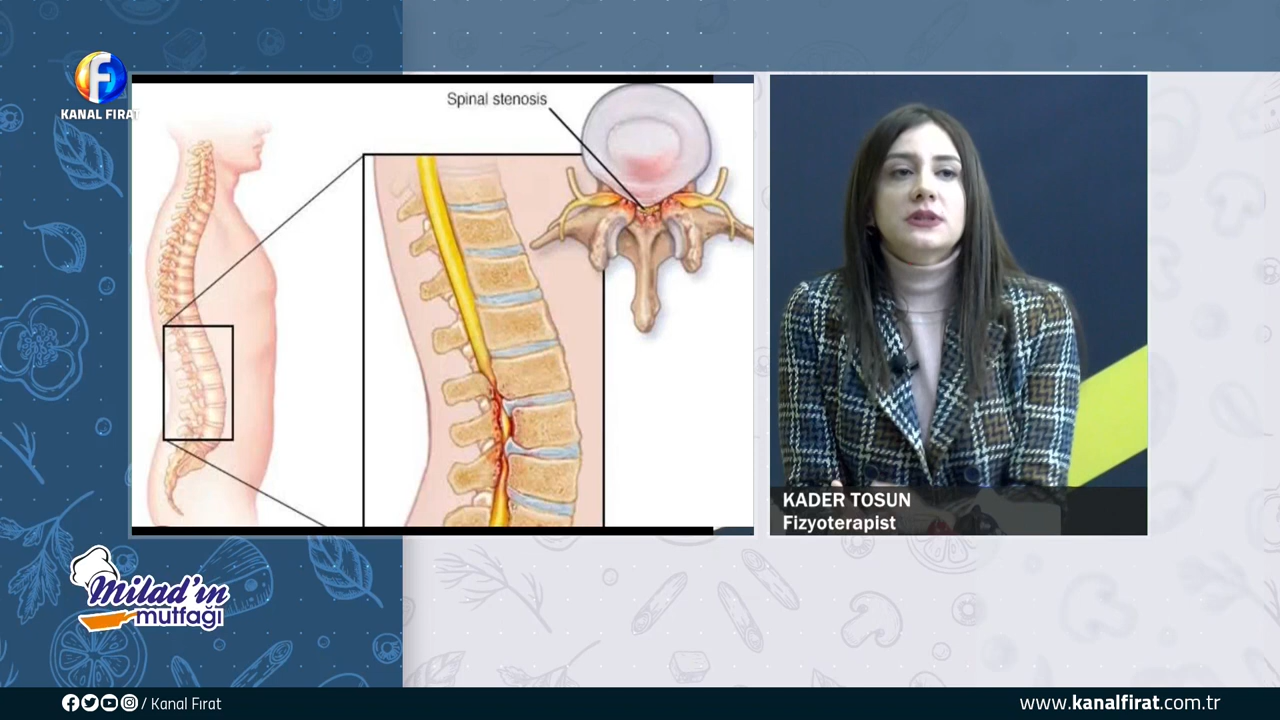 KANAL FIRAT
Spinal stenosis
KADER TOSUN
Fizyoterapist
Milad'ın
mutfağı
/ Kanal Fırat
www.kanalfirat.com.tr